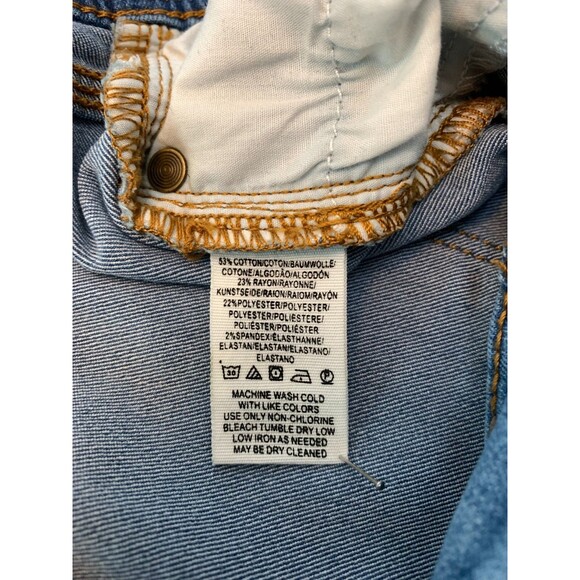 53% COTTON/COTON/BAUMWOLLE/
COTONE/ALGODÃO/ALGODÓN
23% RAYON/RAYONNE/
KUNSTSEIDE/RAION/RAIOM/RAYÓN
22%POLYESTER/POLYESTER/
POLYESTER/POLIESTERE/
POLIÉSTER/POLIÉSTER
2%SPANDEX/ÉLASTHANNE/
ELASTAN/ELASTAN/ELASTANO/
ELASTANO
30 P
MACHINE WASH COLD
WITH LIKE COLORS
USE ONLY NON-CHLORINE
BLEACH TUMBLE DRY LOW
LOW IRON AS NEEDED
MAY BE DRY CLEANED